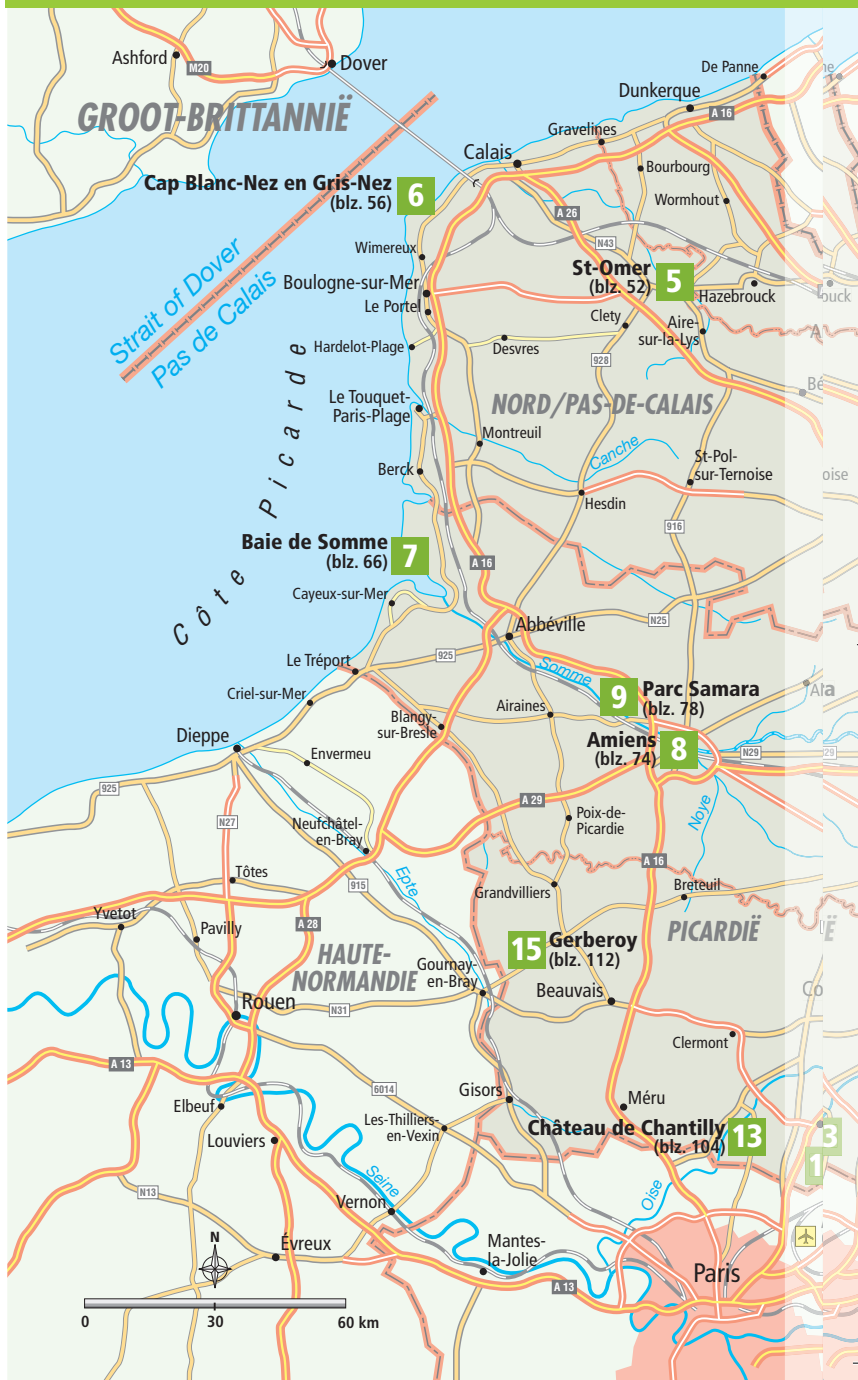 Ashford
M20
Dover
De Panne
Dunkerque
GROOT-BRITTANNIË
A 16
Gravelines
Calais
Bourbourg
Cap Blanc-Nez en Gris-Nez
(blz. 56)
6
Wormhout
A 26
N43
Wimereux
Strait of Dover
Pas de Calais
St-Omer
(blz. 52)
5
Boulogne-sur-Mer
Hazebrouck
Le Portel
Clety
Aire-
sur-la-Lys
Hardelot-Plage
Desvres
928
Côte Picarde
Le Touquet-
Paris-Plage
NORD/PAS-DE-CALAIS
Montreuil
Canche
St-Pol-
sur-Ternoise
oise
Berck
Hesdin
916
Baie de Somme
(blz. 66)
7
A 16
Cayeux-sur-Mer
Abbéville
N25
925
Le Tréport
Somme
Criel-sur-Mer
9
Parc Samara
(blz. 78)
Airaines
Blangy-
sur-Bresle
Dieppe
Amiens
(blz. 74)
8
Envermeu
N29
29
925
A 29
Noye
N27
Neufchâtel-
en-Bray
Poix-de-
Picardie
Epte
A 16
Tôtes
915
Grandvilliers
Breteuil
Yvetot
A 28
Pavilly
PICARDIË
Ë
HAUTE-
NORMANDIE
15
Gerberoy
(blz. 112)
Gournay-
en-Bray
Beauvais
Co
Rouen
N31
Clermont
A 13
6014
Gisors
Méru
Elbeuf
Les-Thilliers-
en-Vexin
Château de Chantilly
(blz. 104)
13
3
1
Louviers
Seine
Oise
N13
Vernon
N
Évreux
Mantes-
la-Jolie
Paris
A 13
0
30
60 km